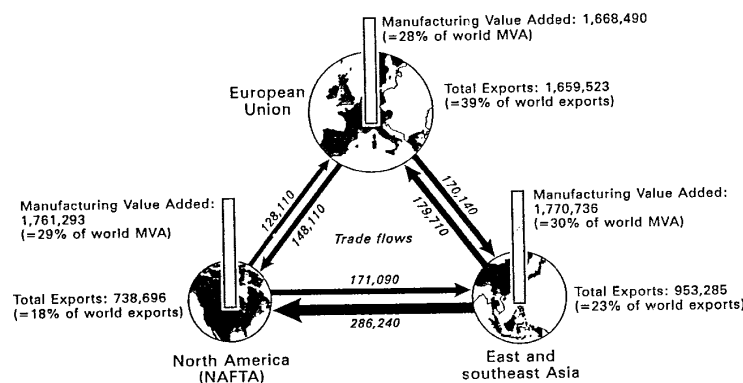 Manufacturing Value Added: 1,668,490
(=28% of world MVA)
European
Union
Total Exports: 1,659,523
(=39% of world exports)
128,110
148,110
170,140
179,710
Manufacturing Value Added:
1,761,293
(=29% of world MVA)
Manufacturing Value Added:
1,770,736
(=30% of world MVA)
Trade flows
171,090
286,240
Total Exports: 738,696
(=18% of world exports)
Total Exports: 953,285
(=23% of world exports)
North America
(NAFTA)
East and
southeast Asia